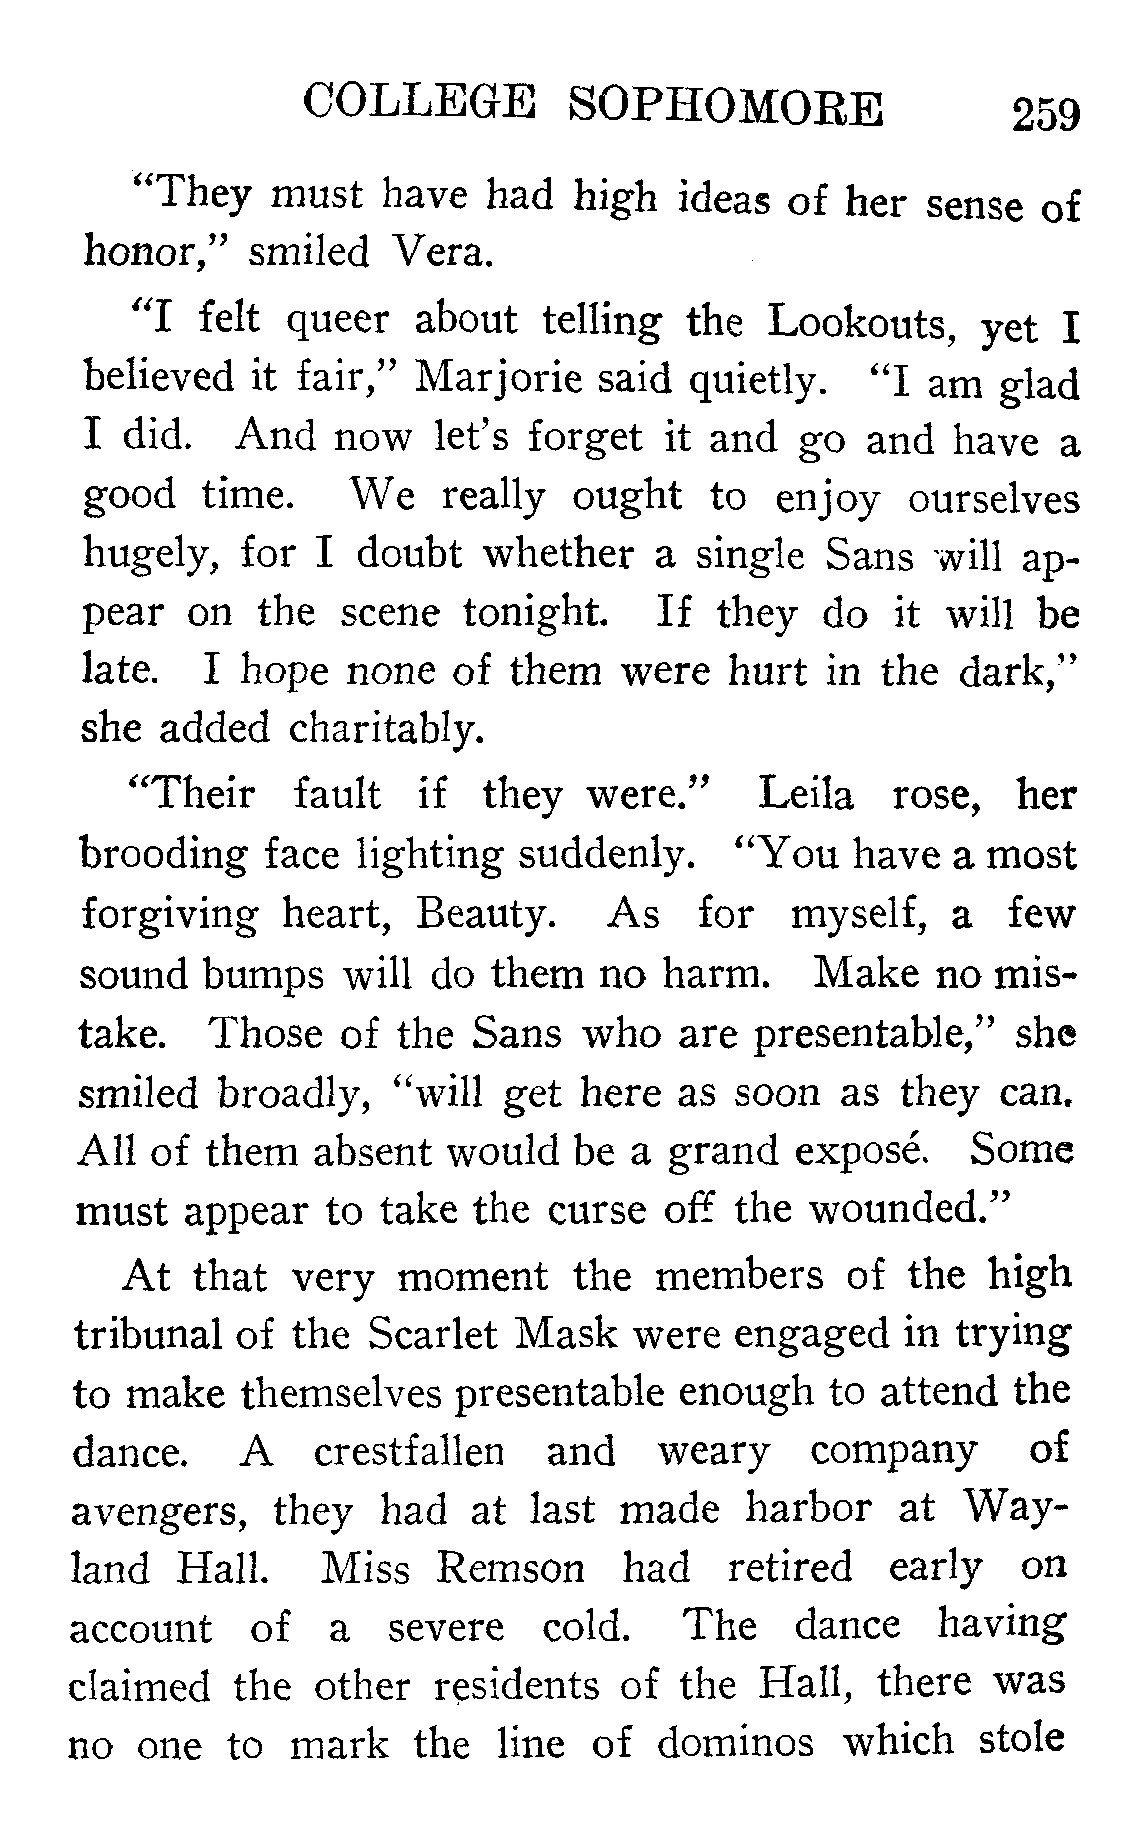 COLLEGE SOPHOMORE 259
“They must have had high ideas of her sense of
honor,” smiled Vera.
“I felt queer about telling the Lookouts, yet I
believed it fair,” Marjorie said quietly. “I am glad
I did. And now let’s forget it and go and have a
good time. We really ought to enjoy ourselves
hugely, for I doubt whether a single Sans will ap-
pear on the scene tonight. If they do it will be
late. I hope none of them were hurt in the dark,”
she added charitably.
“Their fault if they were.” Leila rose, her
brooding face lighting suddenly. “You have a most
forgiving heart, Beauty. As for myself, a few
sound bumps will do them no harm. Make no mis-
take. Those of the Sans who are presentable,” she
smiled broadly, “will get here as soon as they can.
All of them absent would be a grand exposé. Some
must appear to take the curse off the wounded.”
At that very moment the members of the high
tribunal of the Scarlet Mask were engaged in trying
to make themselves presentable enough to attend the
dance. A crestfallen and weary company of
avengers, they had at last made harbor at Way-
land Hall. Miss Remson had retired early on
account of a severe cold. The dance having
claimed the other residents of the Hall, there was
no one to mark the line of dominos which stole